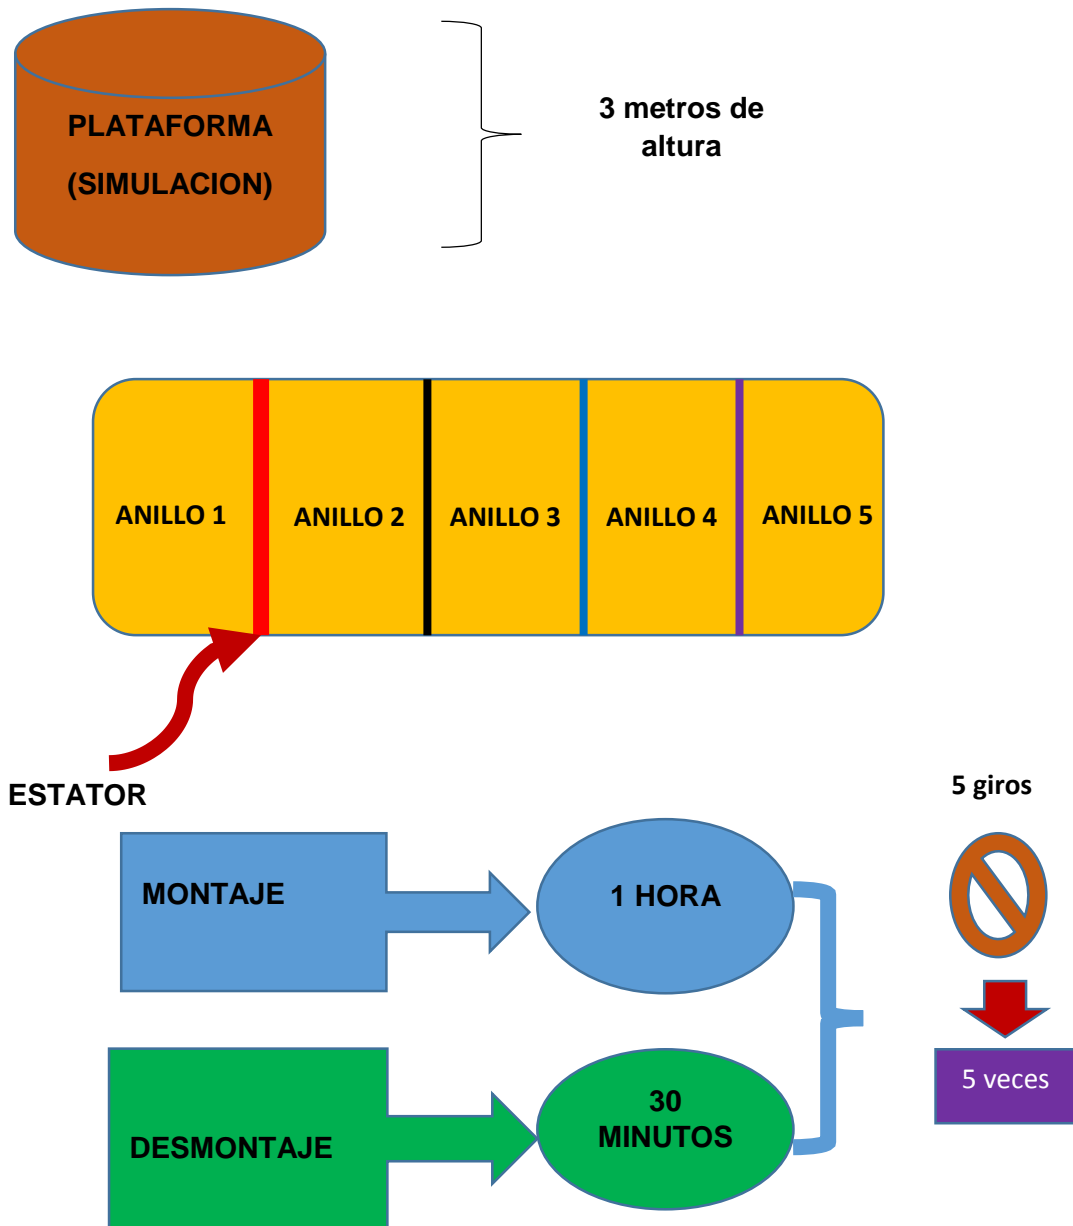 PLATAFORMA
(SIMULACION)
3 metros de
altura
ANILLO 1
ANILLO 2
ANILLO 3
ANILLO 4
ANILLO 5
ESTATOR
5 giros
MONTAJE
1 HORA
5 veces
DESMONTAJE
30
MINUTOS